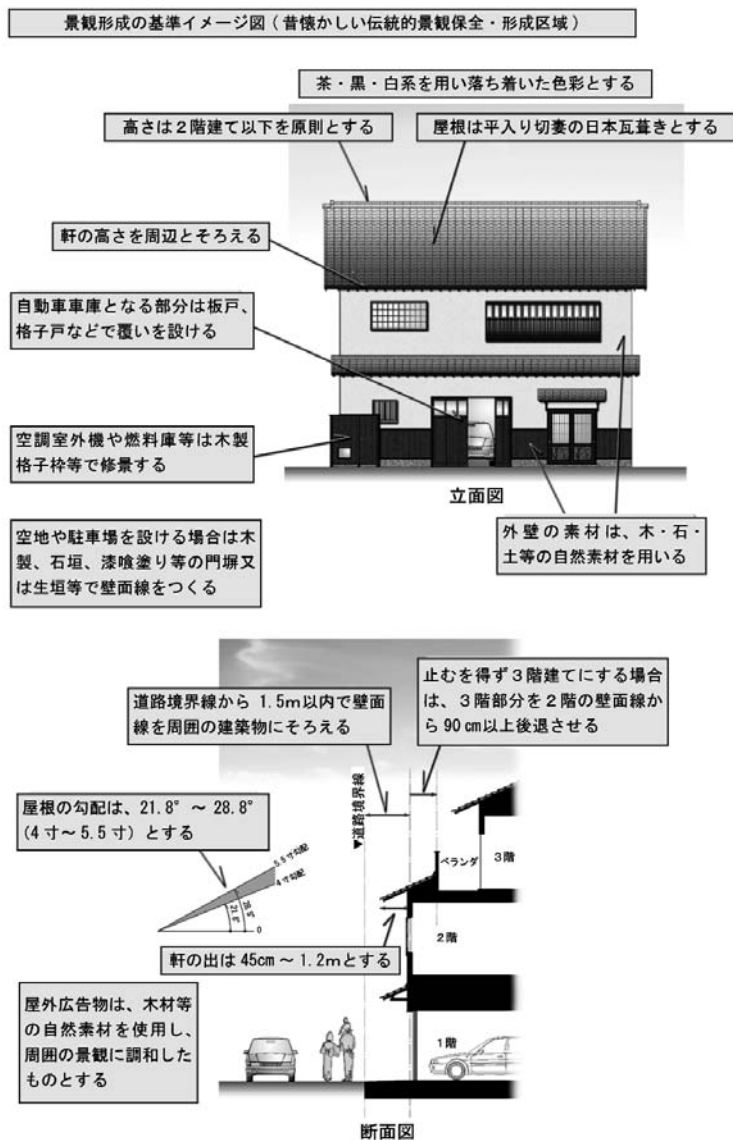 景観形成の基準イメージ図（昔懐かしい伝統的景観保全・形成区域）
茶・黒・白系を用い落ち着いた色彩とする
高さは２階建て以下を原則とする
屋根は平入り切妻の日本瓦葺きとする
軒の高さを周辺とそろえる
自動車車庫となる部分は板戸、
格子戸などで覆いを設ける
空調室外機や燃料庫等は木製
格子枠等で修景する
立面図
空地や駐車場を設ける場合は木
製、石垣、漆喰塗り等の門塀又
は生垣等で壁面線をつくる
外壁の素材は、木・石・
土等の自然素材を用いる
道路境界線から 1.5m以内で壁面
線を周囲の建築物にそろえる
止むを得ず３階建てにする場合
は、３階部分を２階の壁面線か
ら 90 cm以上後退させる
屋根の勾配は、21.8°～ 28.8°
(４寸～ 5.5 寸) とする
▼道路境界線
5.5寸勾配
4寸勾配
28.8°
21.8°
0
ベランダ
３階
２階
軒の出は 45cm ～ 1.2mとする
屋外広告物は、木材等
の自然素材を使用し、
周囲の景観に調和した
ものとする
１階
断面図